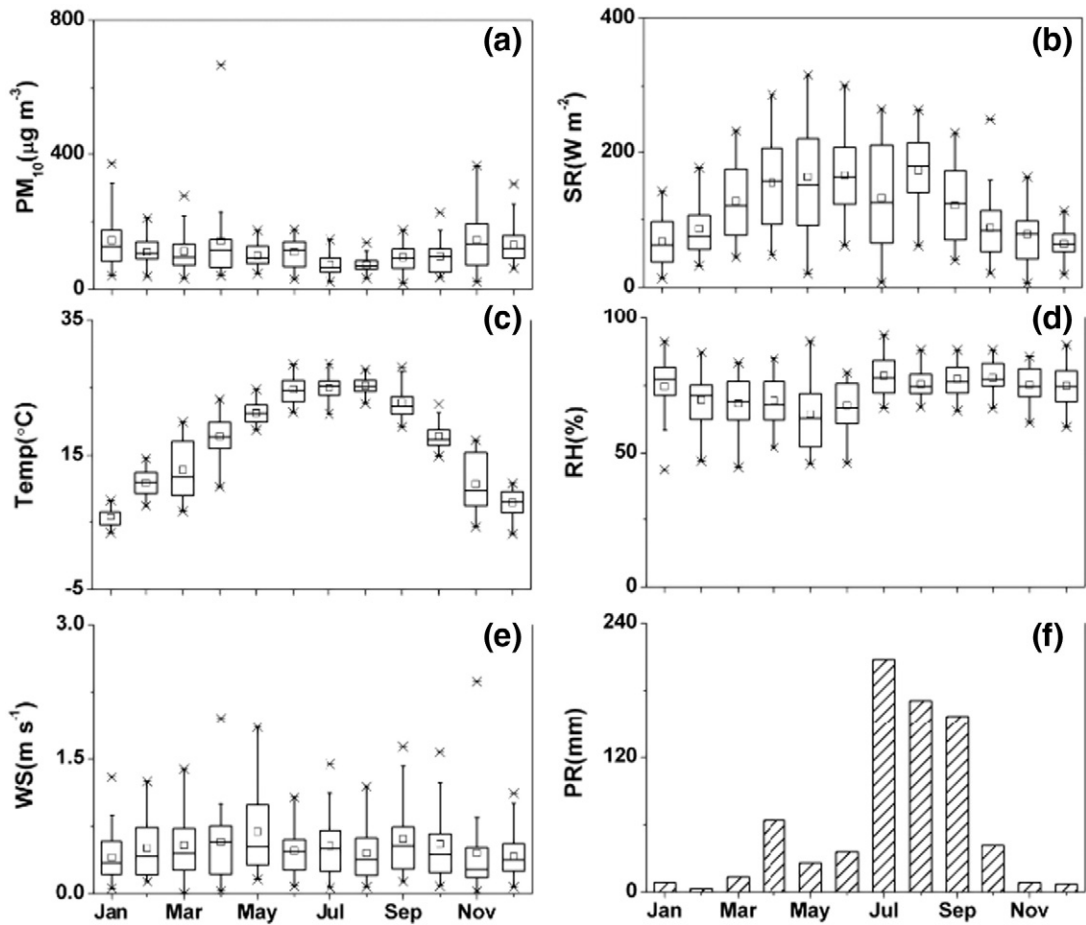 800
(a)
PM10(μg m-3)
400
0
400
(b)
SR(W m-2)
200
0
35
(c)
Temp(°C)
15
-5
100
(d)
RH(%)
50
0
3.0
(e)
WS(m s-1)
1.5
0.0
Jan Mar May Jul Sep Nov
240
(f)
PR(mm)
120
0
Jan Mar May Jul Sep Nov